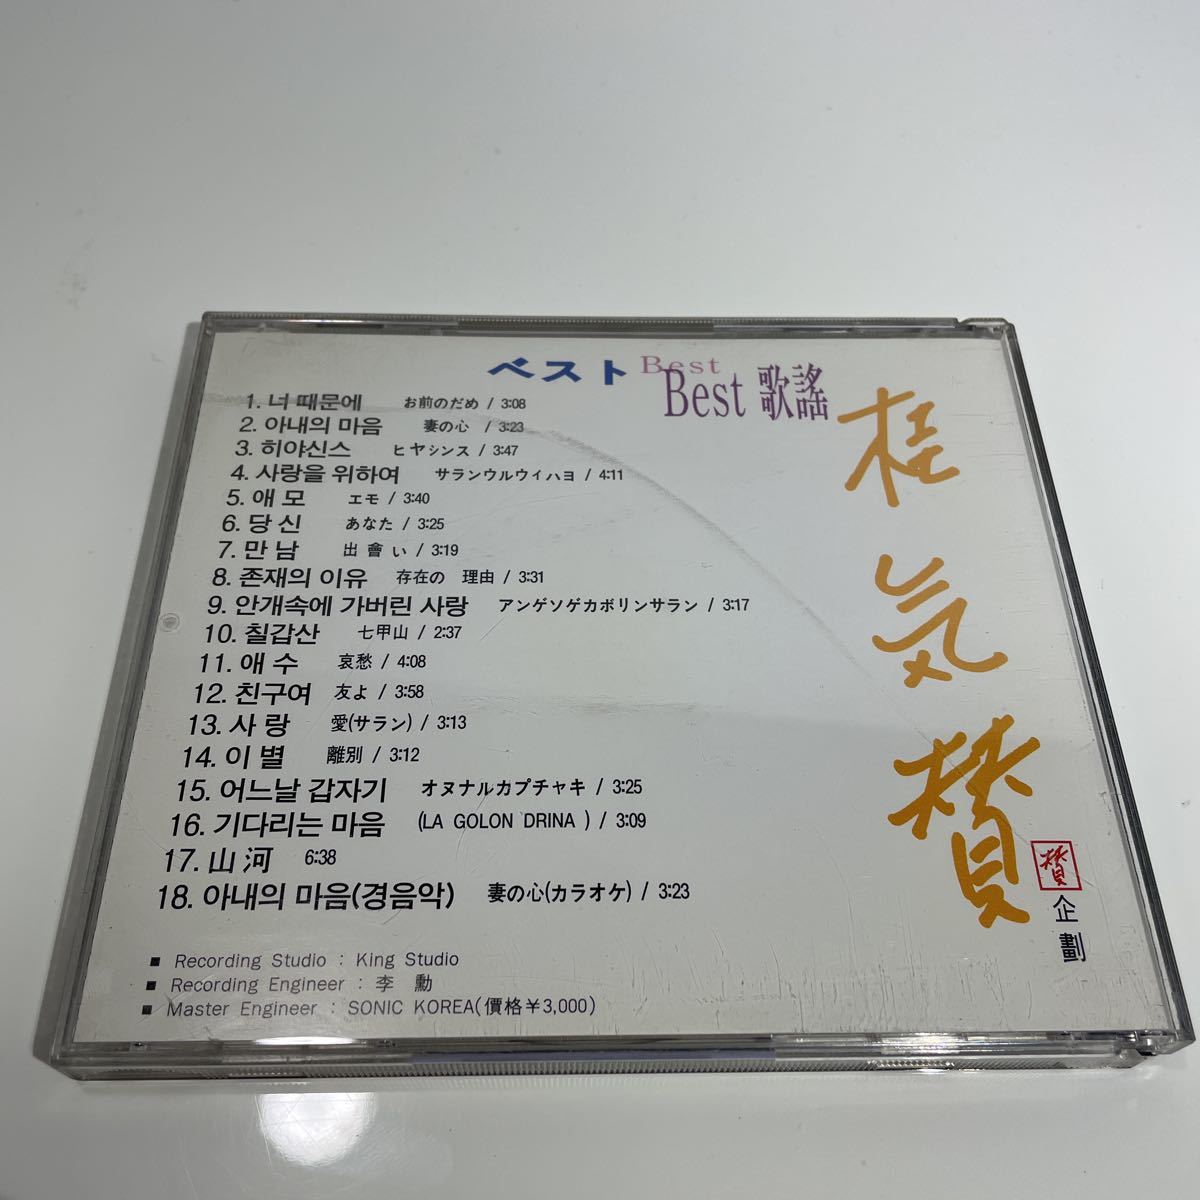 ベスト Best
Best 歌謠
1. 너 때문에 お前のだめ / 3:08
2. 아내의 마음 妻の心 / 3:23
3. 히야신스 ヒヤシンス / 3:47
4. 사랑을 위하여 サランウルウイハヨ / 4:11
5. 애 모 エモ / 3:40
6. 당 신 あなた / 3:25
7. 만 남 出 會 い / 3:19
8. 존재의 이유 存在の 理由 / 3:31
9. 안개속에 가버린 사랑 アンゲソゲカボリンサラン / 3:17
10. 칠갑산 七甲山 / 2:37
11. 애 수 哀愁 / 4:08
12. 친구여 友よ / 3:58
13. 사 랑 愛(サラン) / 3:13
14. 이 별 離別 / 3:12
15. 어느날 갑자기 オヌナルカプチャキ / 3:25
16. 기다리는 마음 (LA GOLON DRINA ) / 3:09
17. 山 河 6:38
18. 아내의 마음(경음악) 妻の心(カラオケ) / 3:23
■ Recording Studio : King Studio
■ Recording Engineer : 李 勳
■ Master Engineer : SONIC KOREA(價格¥3,000)
桂気賛
賛
企劃